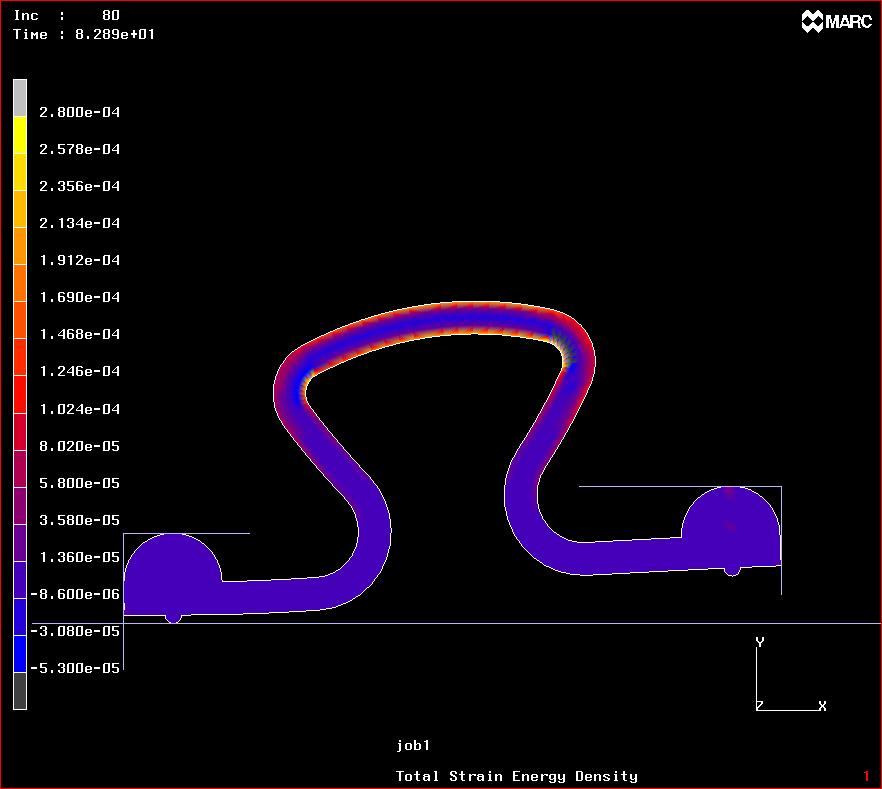 Inc  :    80
Time : 8.289e+01
MARC
2.800e-04
2.578e-04
2.356e-04
2.134e-04
1.912e-04
1.690e-04
1.468e-04
1.246e-04
1.024e-04
8.020e-05
5.800e-05
3.580e-05
1.360e-05
-8.600e-06
-3.080e-05
-5.300e-05
Y
Z
X
job1
Total Strain Energy Density
1